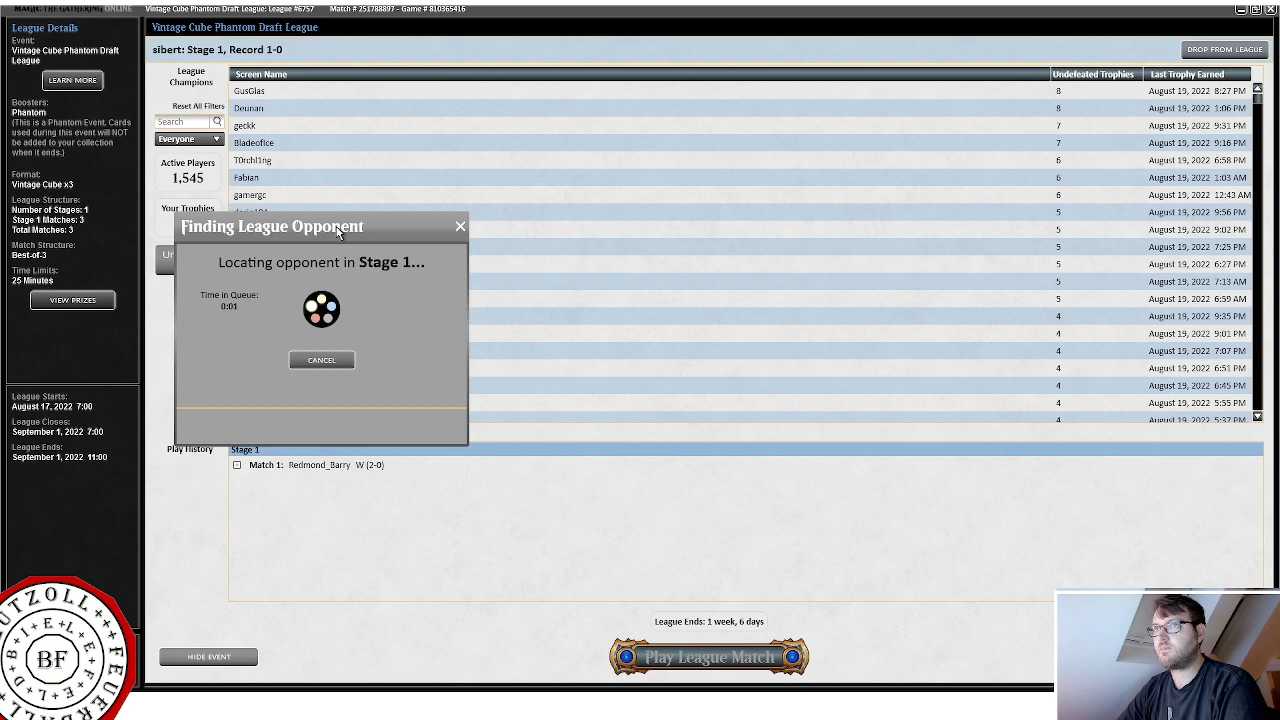 MAGIC THE GATHERING ONLINE
Vintage Cube Phantom Draft League: League #6757 Match # 251788897 - Game # 810365416
League Details
Event:
Vintage Cube Phantom Draft
League
LEARN MORE
Boosters:
Phantom
(This is a Phantom Event. Cards
used during this event will NOT
be added to your collection
when it ends.)
Format:
Vintage Cube x3
League Structure:
Number of Stages: 1
Stage 1 Matches: 3
Total Matches: 3
Match Structure:
Best-of-3
Time Limits:
25 Minutes
VIEW PRIZES
League Starts:
August 17, 2022 7:00
League Closes:
September 1, 2022 7:00
League Ends:
September 1, 2022 11:00
Vintage Cube Phantom Draft League
sibert: Stage 1, Record 1-0
DROP FROM LEAGUE
League
Champions
Reset All Filters
Search
Everyone
Active Players
1,545
Your Trophies
Screen Name Undefeated Trophies Last Trophy Earned
GusGlas 8 August 19, 2022 8:27 PM
Deunan 8 August 19, 2022 1:06 PM
geckk 7 August 19, 2022 9:31 PM
BladeofIce 7 August 19, 2022 9:16 PM
T0rchl1ng 6 August 19, 2022 6:58 PM
Fabian 6 August 19, 2022 1:03 AM
gamergc 6 August 19, 2022 12:43 AM
5 August 19, 2022 9:56 PM
5 August 19, 2022 9:02 PM
5 August 19, 2022 7:25 PM
5 August 19, 2022 6:27 PM
5 August 19, 2022 7:13 AM
5 August 19, 2022 6:59 AM
4 August 19, 2022 9:35 PM
4 August 19, 2022 9:01 PM
4 August 19, 2022 7:07 PM
4 August 19, 2022 6:51 PM
4 August 19, 2022 6:45 PM
4 August 19, 2022 5:55 PM
4 August 19, 2022 5:37 PM
Finding League Opponent
Locating opponent in Stage 1...
Time in Queue:
0:01
CANCEL
Play History
Stage 1
Match 1: Redmond_Barry W (2-0)
League Ends: 1 week, 6 days
HIDE EVENT
Play League Match
BF